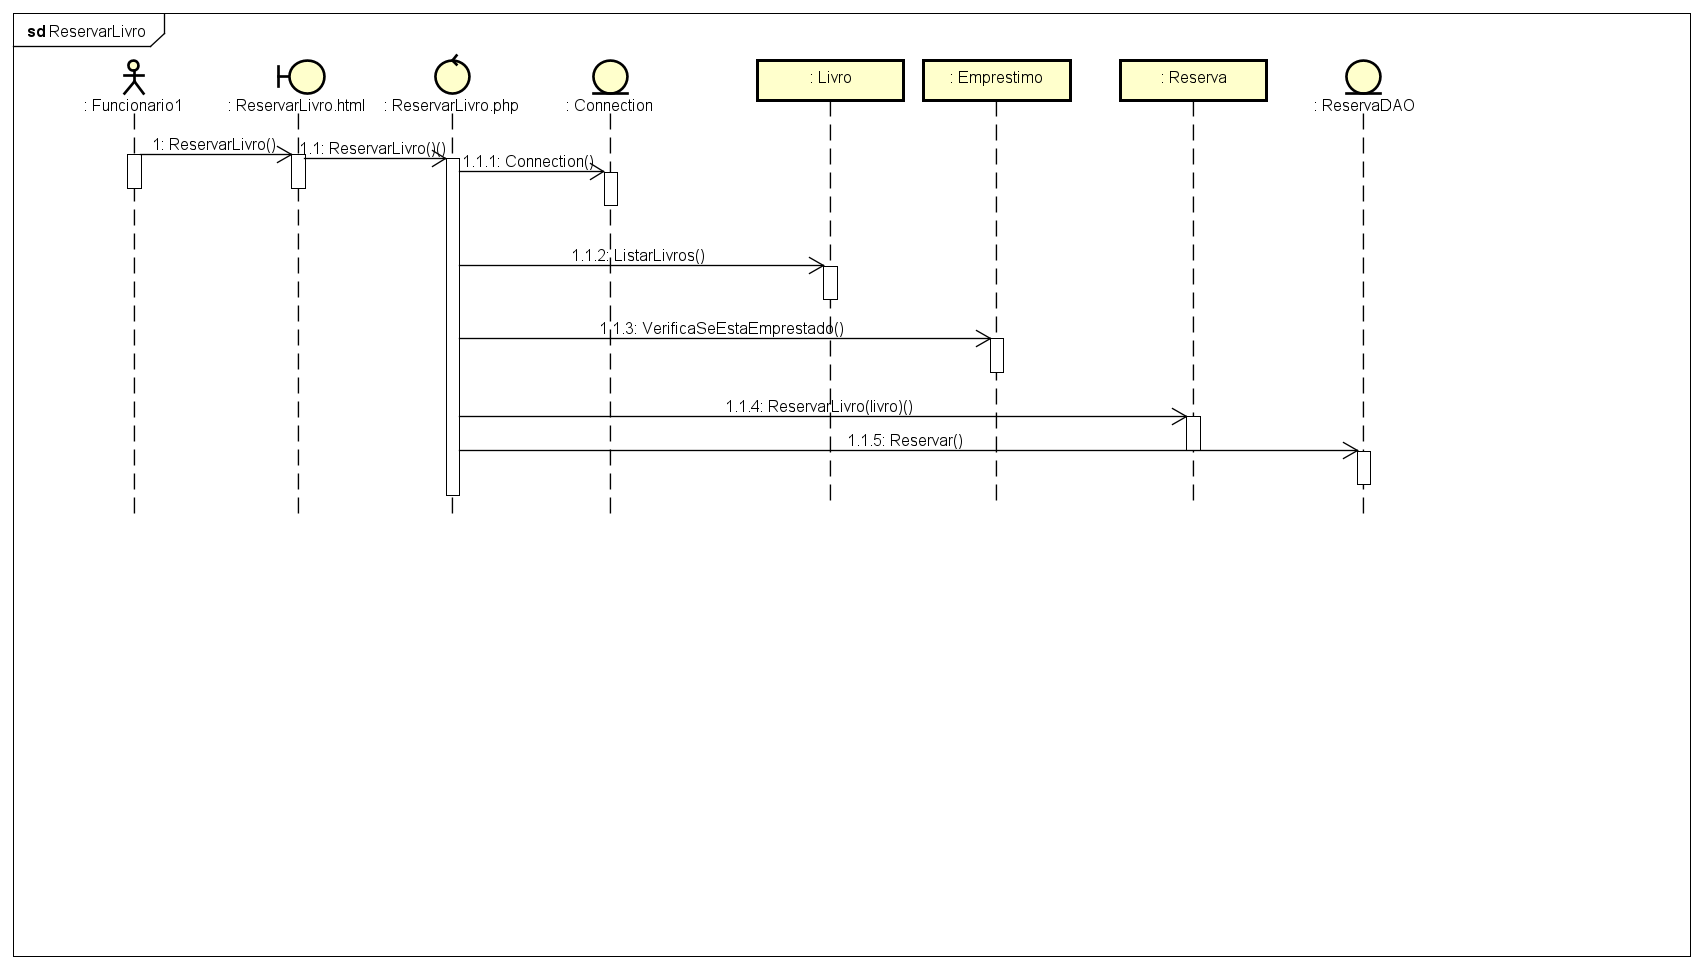 sd ReservarLivro
: Funcionario1
: ReservarLivro.html
: ReservarLivro.php
: Connection
: Livro
: Emprestimo
: Reserva
: ReservaDAO
1: ReservarLivro()
1.1: ReservarLivro()()
1.1.1: Connection()
1.1.2: ListarLivros()
1.1.3: VerificaSeEstaEmprestado()
1.1.4: ReservarLivro(livro)()
1.1.5: Reservar()